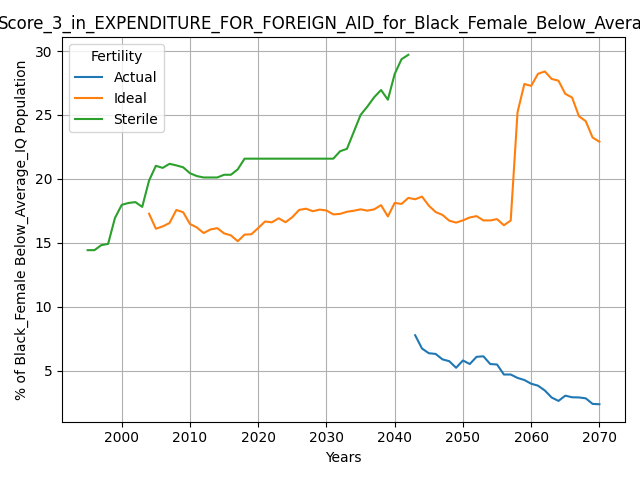 Score_3_in_EXPENDITURE_FOR_FOREIGN_AID_for_Black_Female_Below_Avera
Fertility
Actual
Ideal
Sterile
% of Black_Female Below_Average_IQ Population
30
25
20
15
10
5
2000 2010 2020 2030 2040 2050 2060 2070
Years